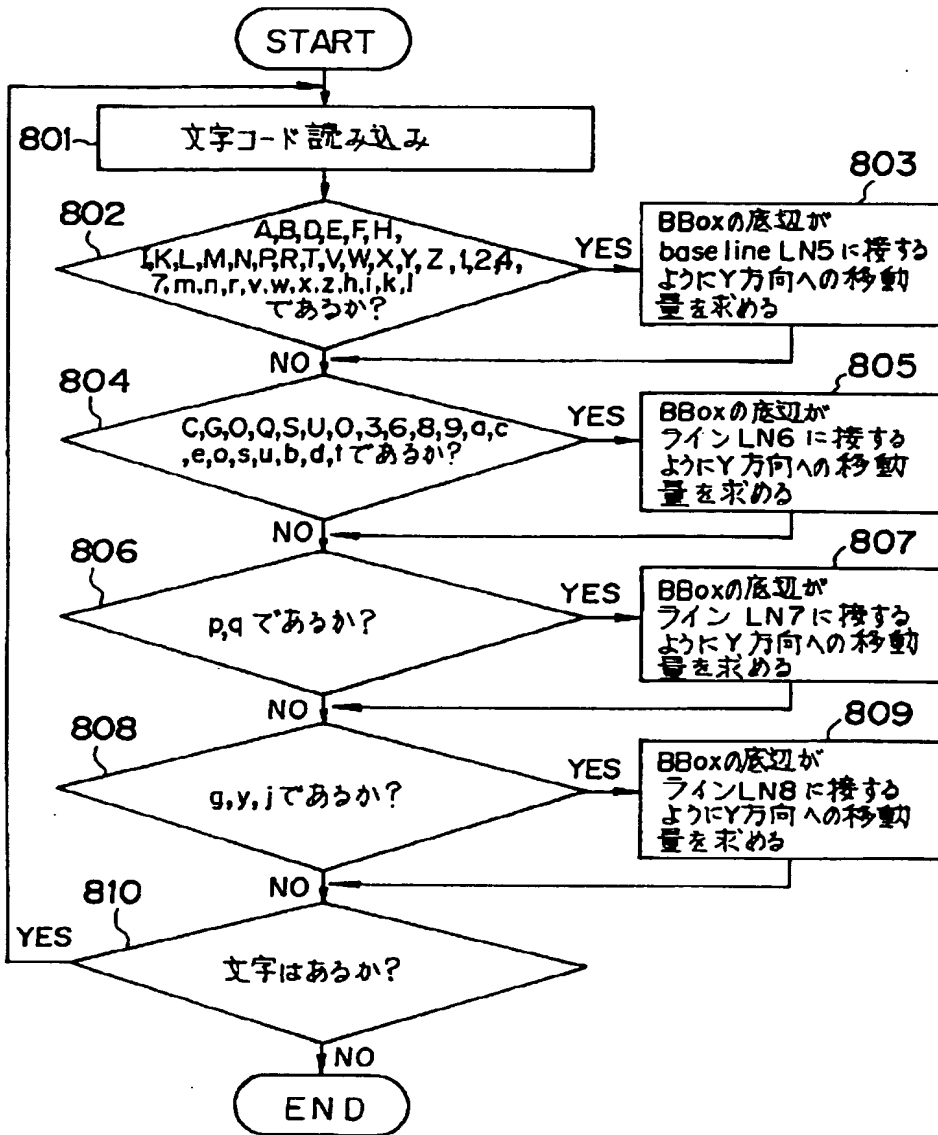 START
801
文字コード読み込み
802
A,B,D,E,F,H,
I,K,L,M,N,P,R,T,V,W,X,Y,Z,1,2,4,
7,m,n,r,v,w,x,z,h,i,k,l
であるか?
YES
803
BBoxの底辺が
baseline LN5に接する
ようにY方向への移動
量を求める
NO
804
C,G,O,Q,S,U,0,3,6,8,9,a,c
,e,o,s,u,b,d,tであるか?
YES
805
BBoxの底辺が
ラインLN6に接する
ようにY方向への移動
量を求める
NO
806
p,qであるか?
YES
807
BBoxの底辺が
ライン LN7に接する
ようにY方向への移動
量を求める
NO
808
g,y,jであるか?
YES
809
BBoxの底辺が
ラインLN8に接する
ようにY方向への移動
量を求める
NO
810
YES
文字はあるか?
NO
END